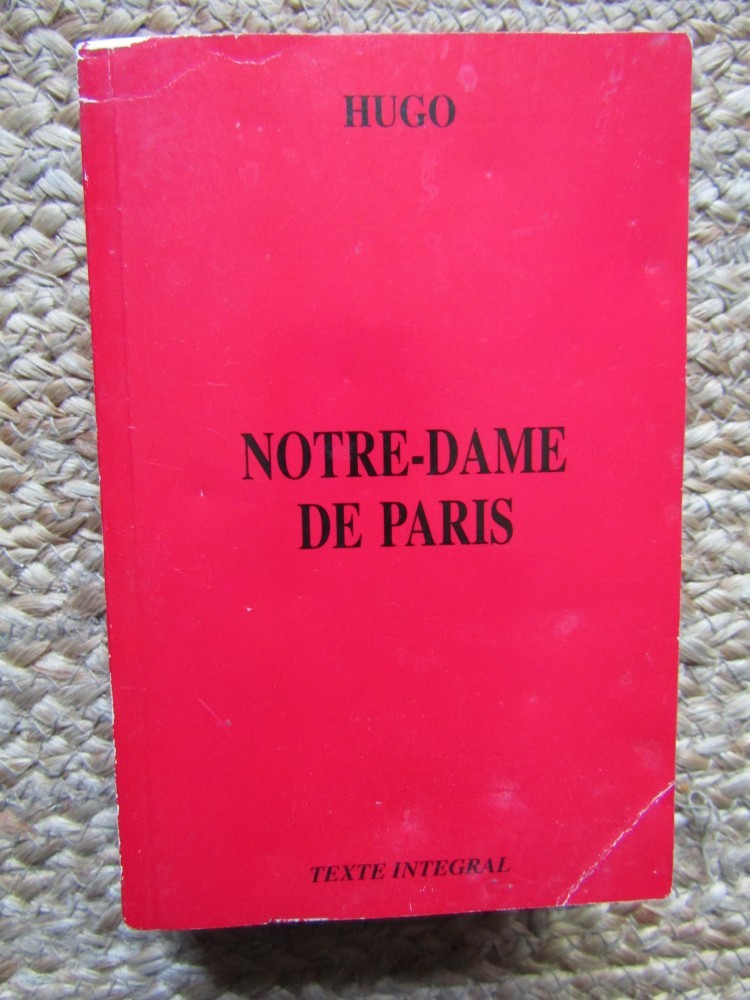 HUGO
NOTRE-DAME
DE PARIS
TEXTE INTEGRAL